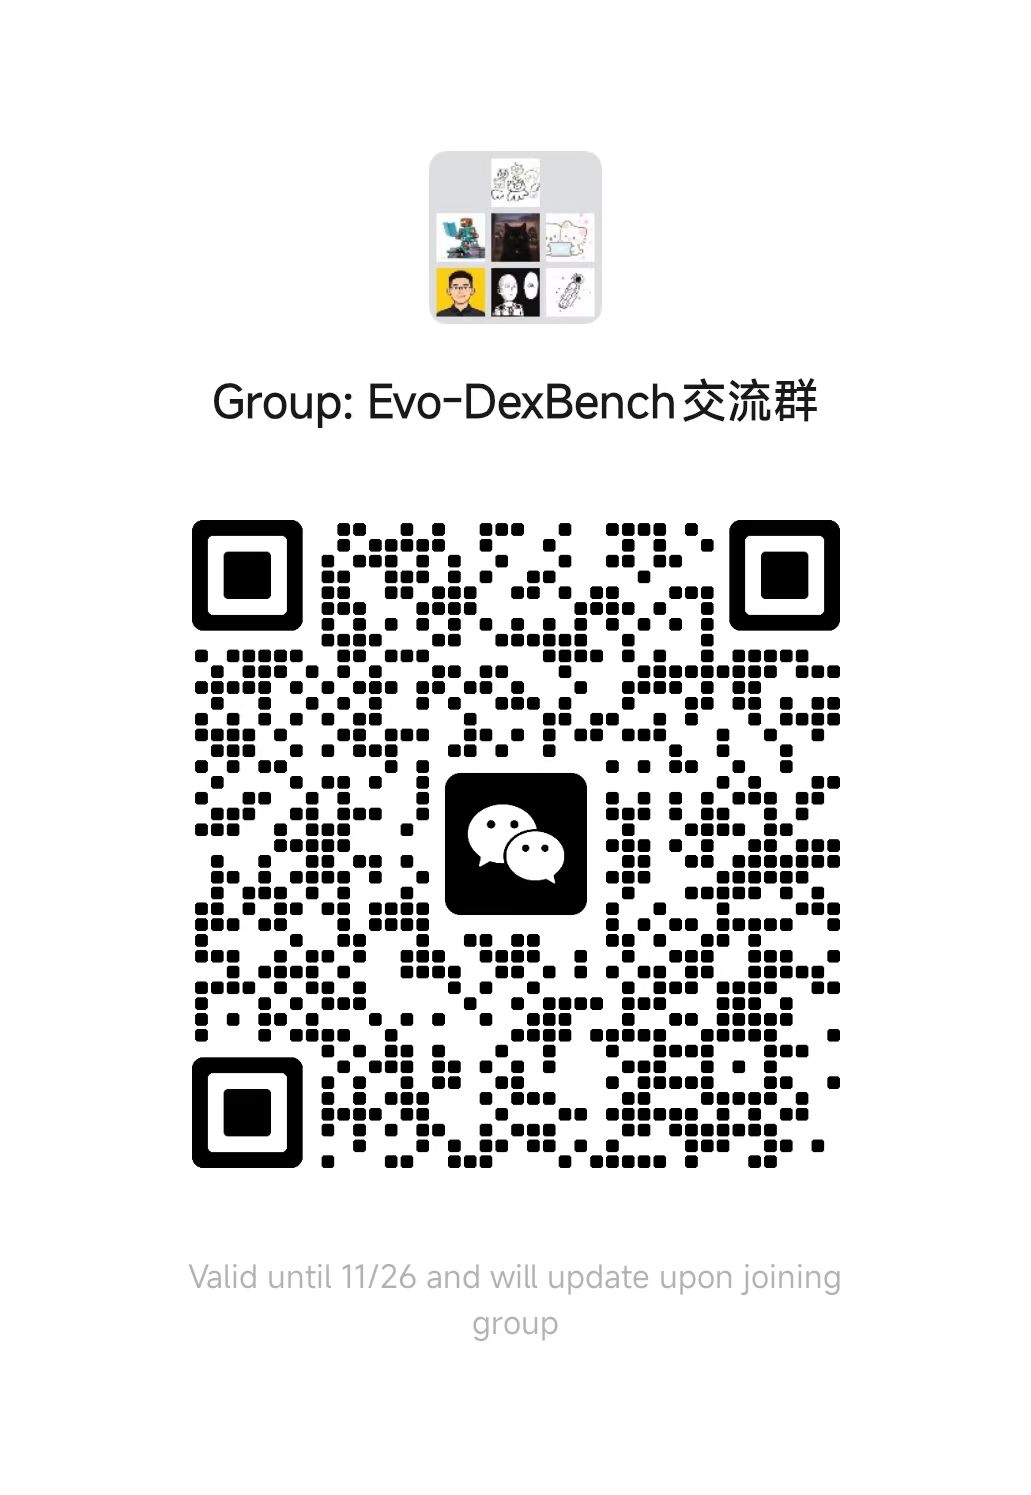 Group: Evo-DexBench交流群
Valid until 11/26 and will update upon joining
group